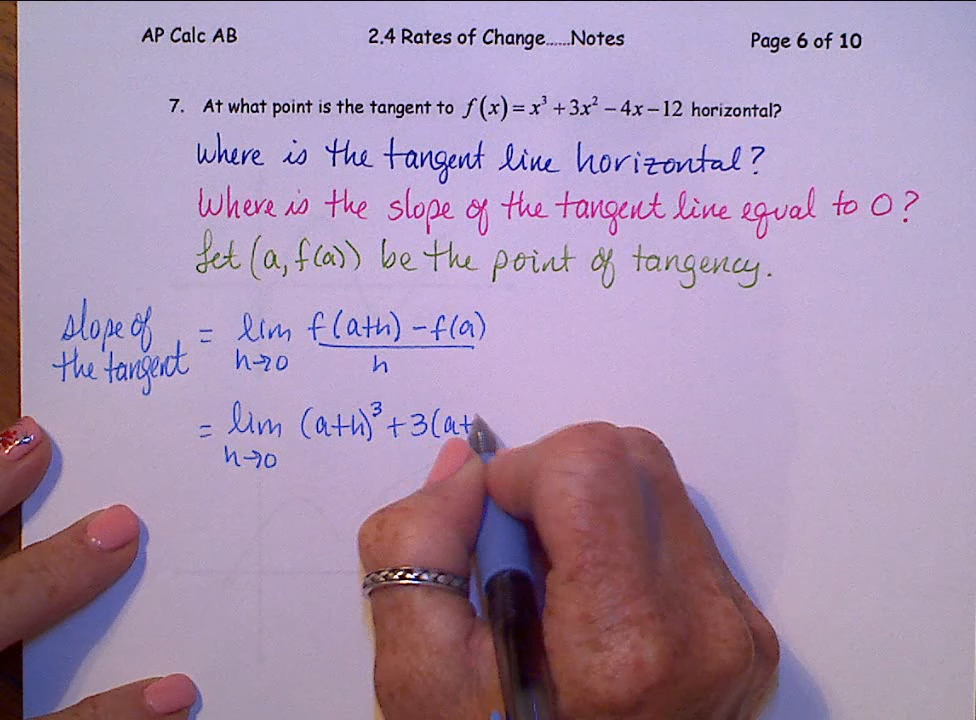 AP Calc AB 2.4 Rates of Change......Notes Page 6 of 10
7. At what point is the tangent to f(x) = x³ + 3x² − 4x − 12 horizontal?
Where is the tangent line horizontal?
Where is the slope of the tangent line equal to 0?
Let (a, f(a)) be the point of tangency.
slope of the tangent = lim h→0 f(a+h) − f(a) / h
= lim h→0 (a+h)³ + 3(a+